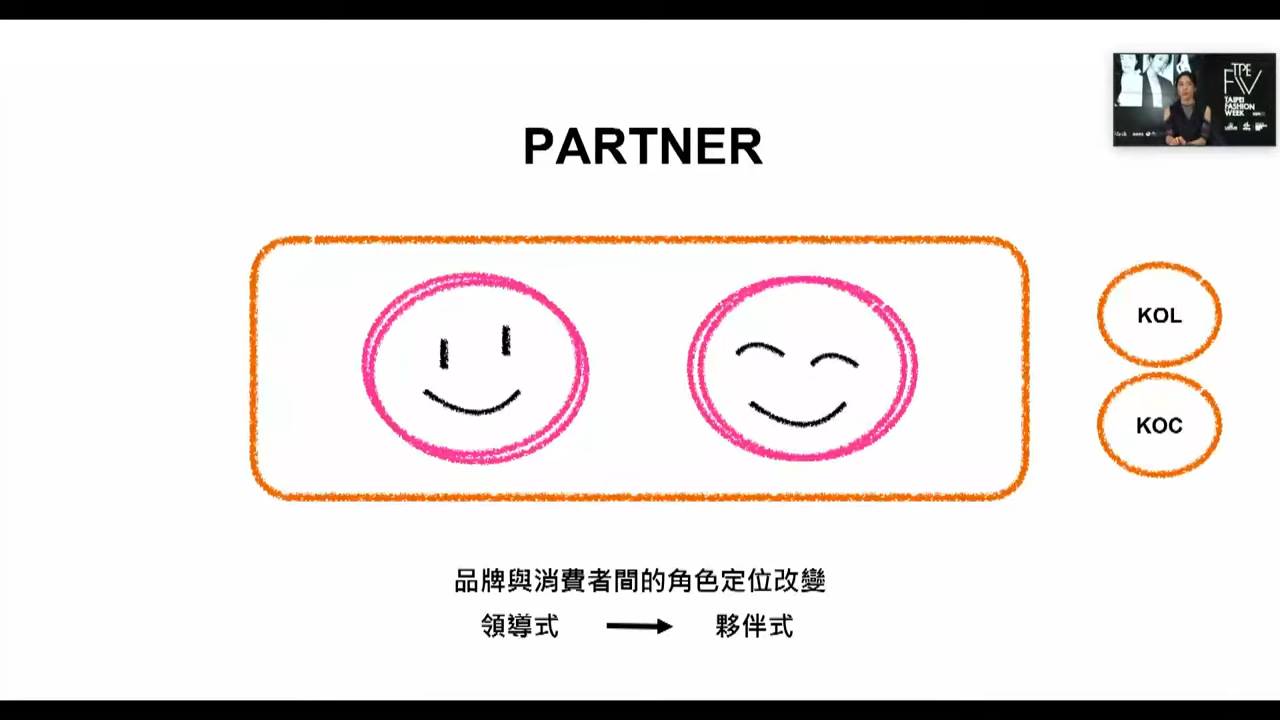 PARTNER
TPE
FW
TAIPEI
FASHION
WEEK
KOL
KOC
品牌與消費者間的角色定位改變
領導式 → 夥伴式